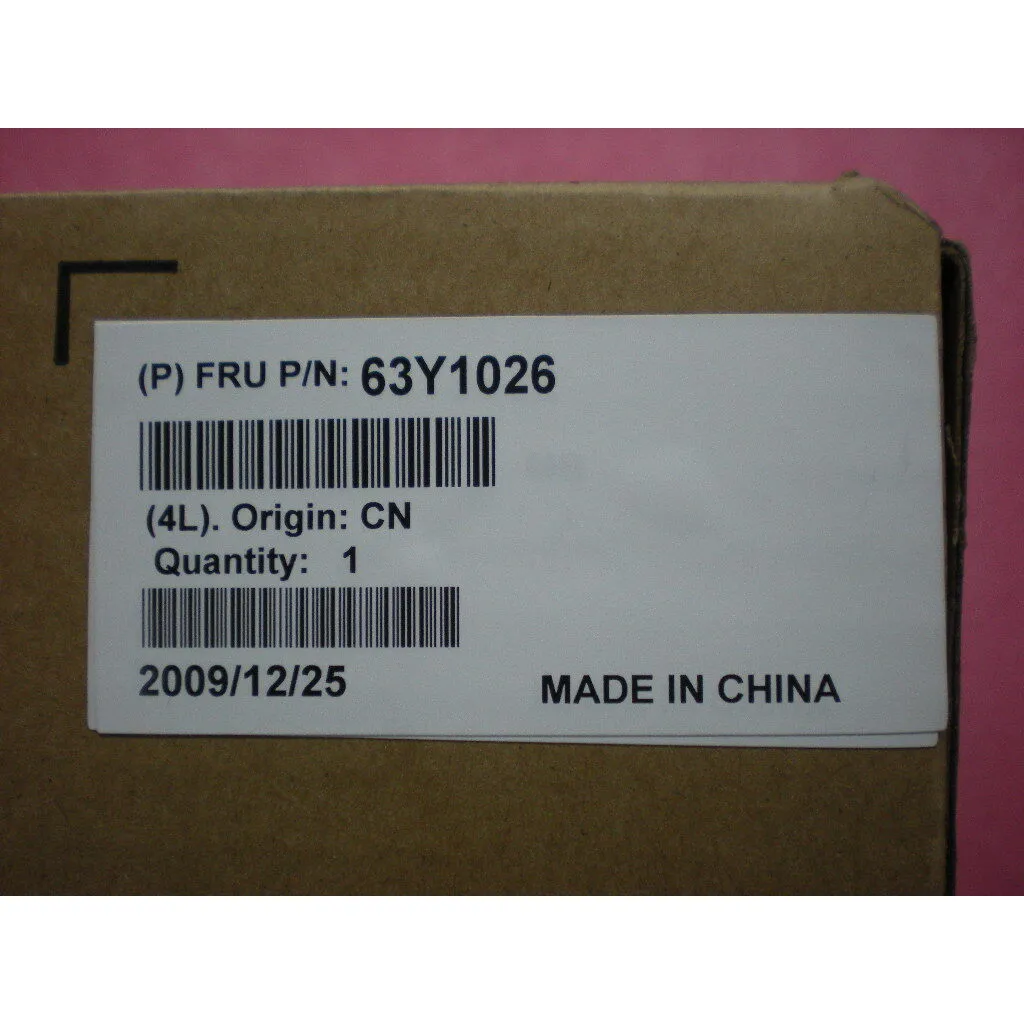 (P) FRU P/N: 63Y1026
(4L). Origin: CN
Quantity: 1
2009/12/25
MADE IN CHINA